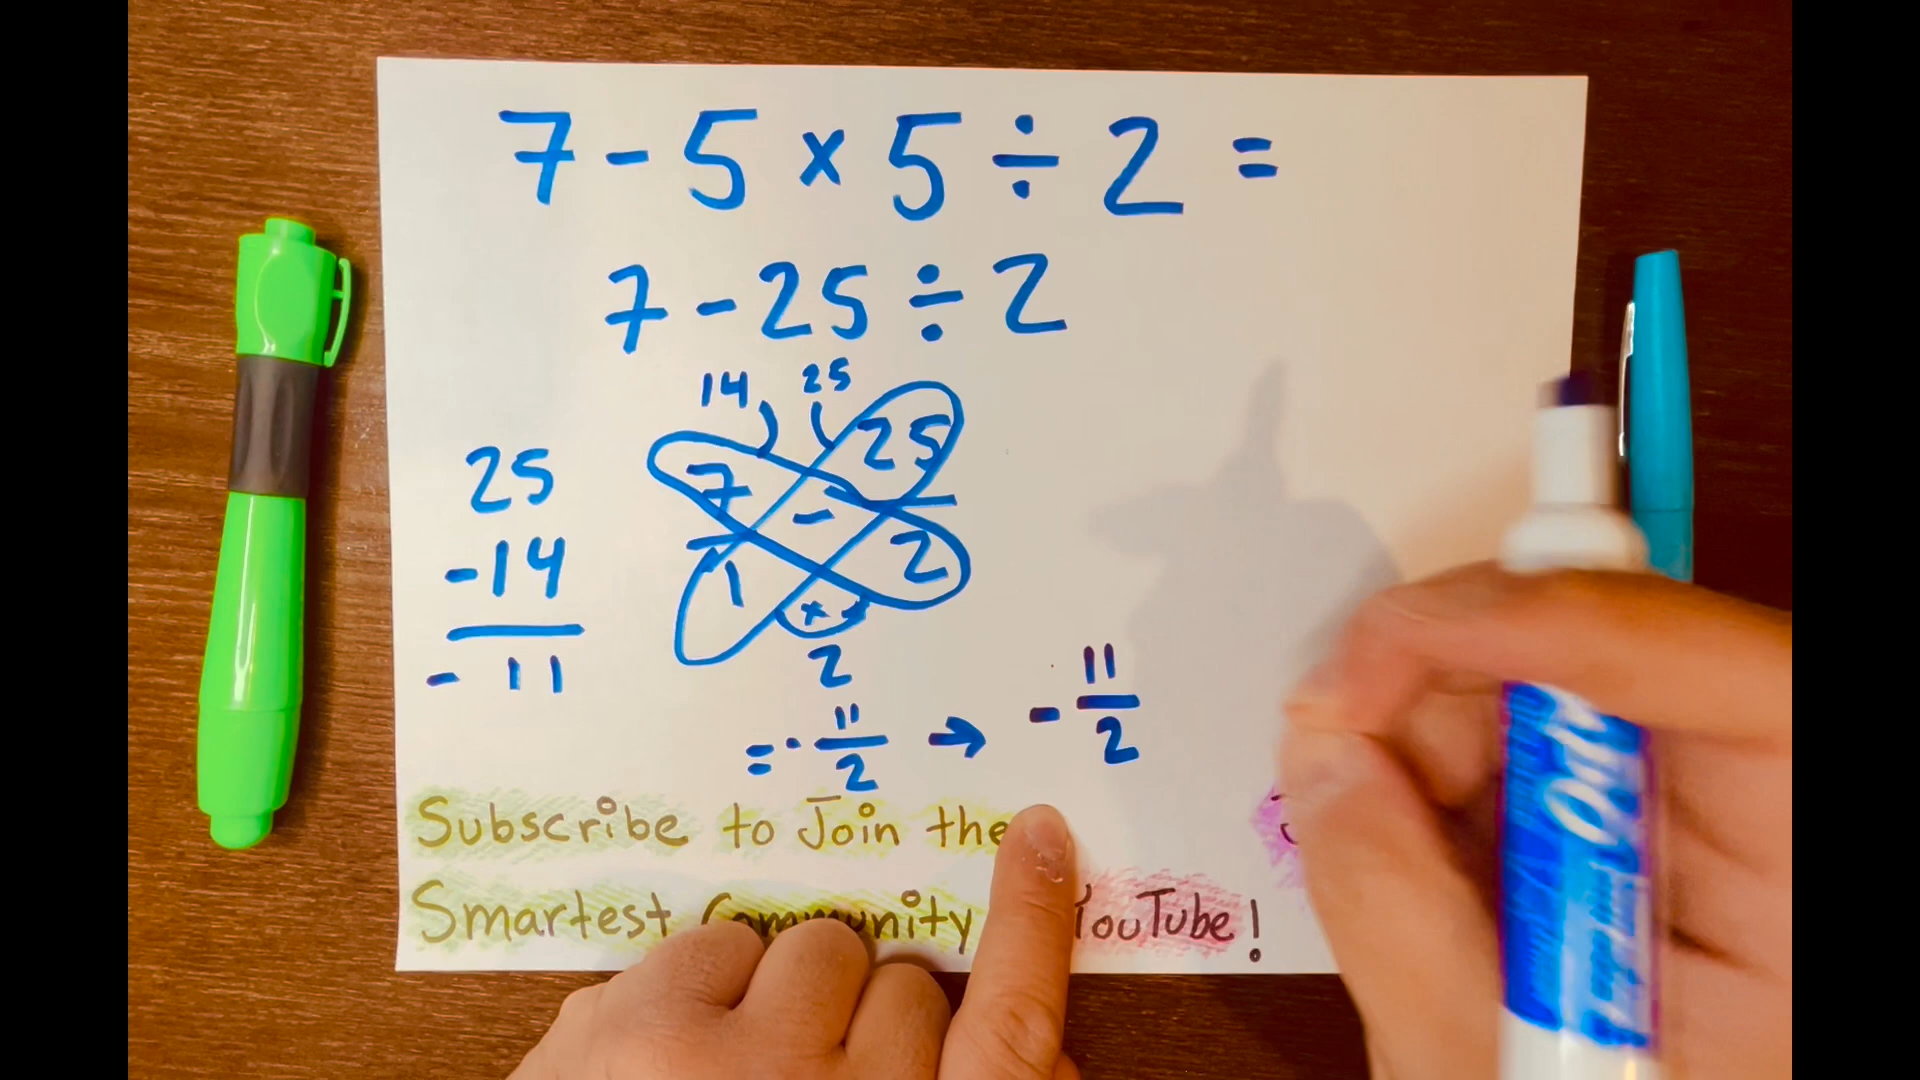 7 - 5 × 5 ÷ 2 =
7 - 25 ÷ 2
14 25
7 - 25
1 2
×
2
25
-14
- 11
= - 11/2 → - 11/2
Subscribe to Join the
Smartest Community YouTube!